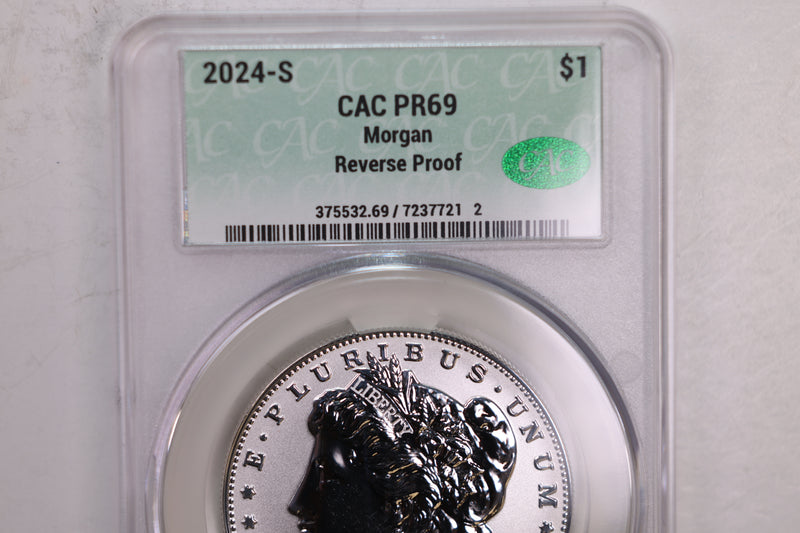 2024-S $1
CAC PR69
Morgan
Reverse Proof
CAC
375532.69 / 7237721 2
E·PLURIBUS·UNUM
LIBERTY